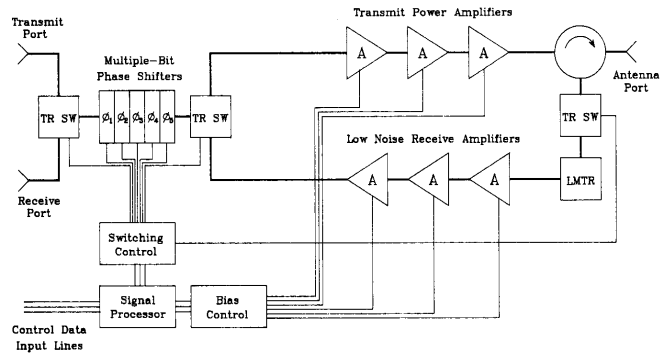 Transmit
Port
Transmit Power Amplifiers
A
A
A
Multiple-Bit
Phase Shifters
Antenna
Port
TR SW
ϕ1
ϕ2
ϕ3
ϕ4
ϕ5
TR SW
TR SW
Low Noise Receive Amplifiers
A
A
A
LMTR
Receive
Port
Switching
Control
Signal
Processor
Bias
Control
Control Data
Input Lines